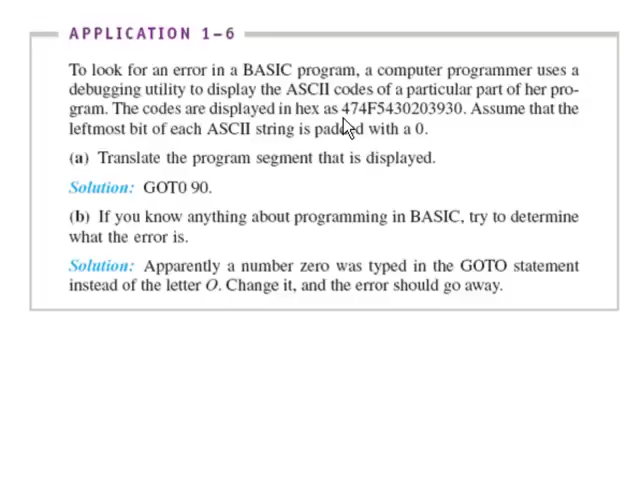 APPLICATION 1–6
To look for an error in a BASIC program, a computer programmer uses a
debugging utility to display the ASCII codes of a particular part of her pro-
gram. The codes are displayed in hex as 474F5430203930. Assume that the
leftmost bit of each ASCII string is padded with a 0.
(a) Translate the program segment that is displayed.
Solution: GOT0 90.
(b) If you know anything about programming in BASIC, try to determine
what the error is.
Solution: Apparently a number zero was typed in the GOTO statement
instead of the letter O. Change it, and the error should go away.